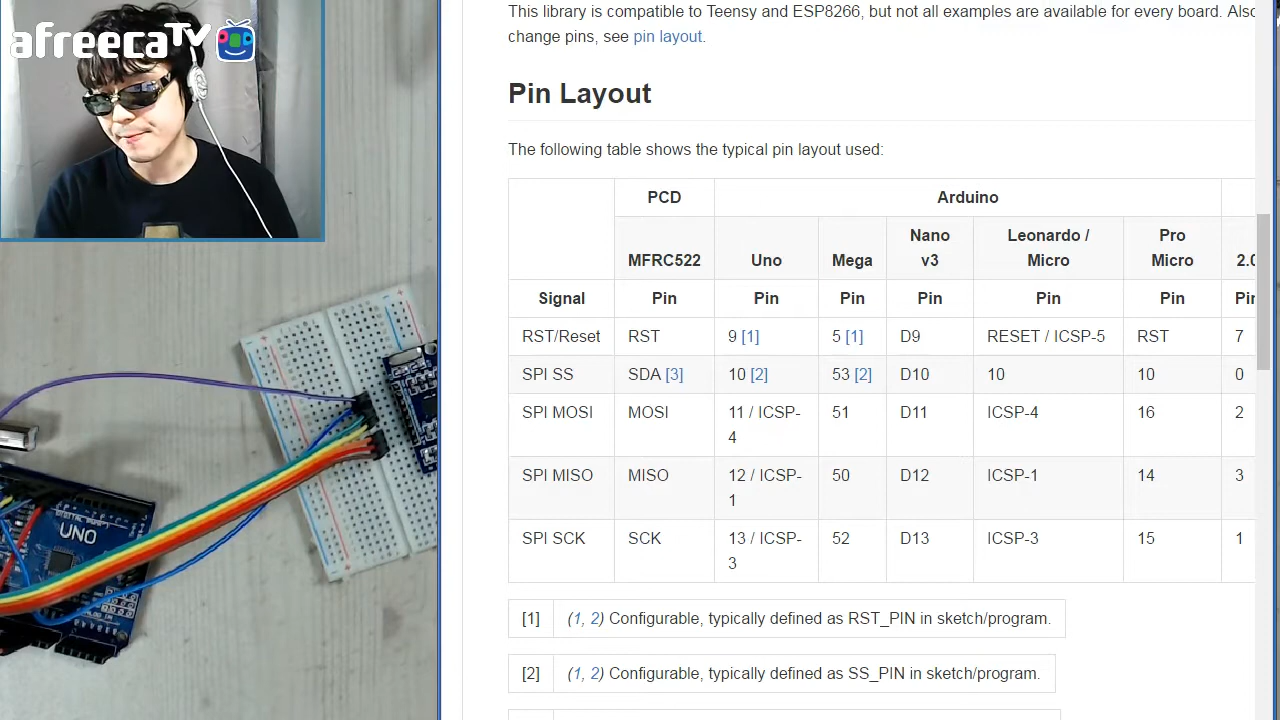 afreecaTV
This library is compatible to Teensy and ESP8266, but not all examples are available for every board. Also
change pins, see pin layout.
Pin Layout
The following table shows the typical pin layout used:
PCD Arduino
MFRC522 Uno Mega Nano v3 Leonardo / Micro Pro Micro 2.0
Signal Pin Pin Pin Pin Pin Pin Pin
RST/Reset RST 9 [1] 5 [1] D9 RESET / ICSP-5 RST 7
SPI SS SDA [3] 10 [2] 53 [2] D10 10 10 0
SPI MOSI MOSI 11 / ICSP-4 51 D11 ICSP-4 16 2
SPI MISO MISO 12 / ICSP-1 50 D12 ICSP-1 14 3
SPI SCK SCK 13 / ICSP-3 52 D13 ICSP-3 15 1
[1] (1, 2) Configurable, typically defined as RST_PIN in sketch/program.
[2] (1, 2) Configurable, typically defined as SS_PIN in sketch/program.
UNO